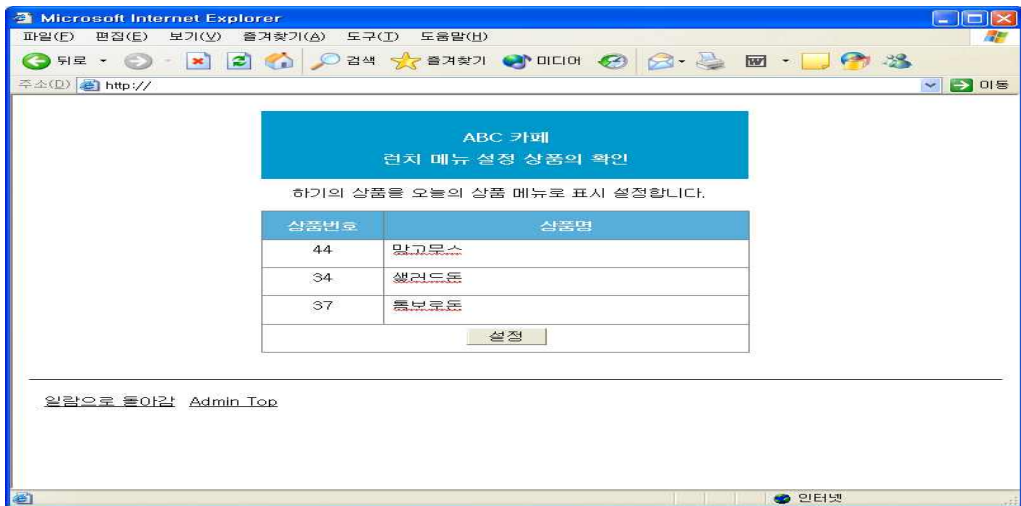 Microsoft Internet Explorer
파일(F) 편집(E) 보기(V) 즐겨찾기(A) 도구(T) 도움말(H)
뒤로 검색 즐겨찾기 미디어
주소(D) http:// 이동
ABC 카페
런치 메뉴 설정 상품의 확인
하기의 상품을 오늘의 상품 메뉴로 표시 설정합니다.
상품번호 상품명
44 맘고무스
34 샐러드돈
37 톰보로돈
설정
일람으로 돌아감 Admin Top
인터넷